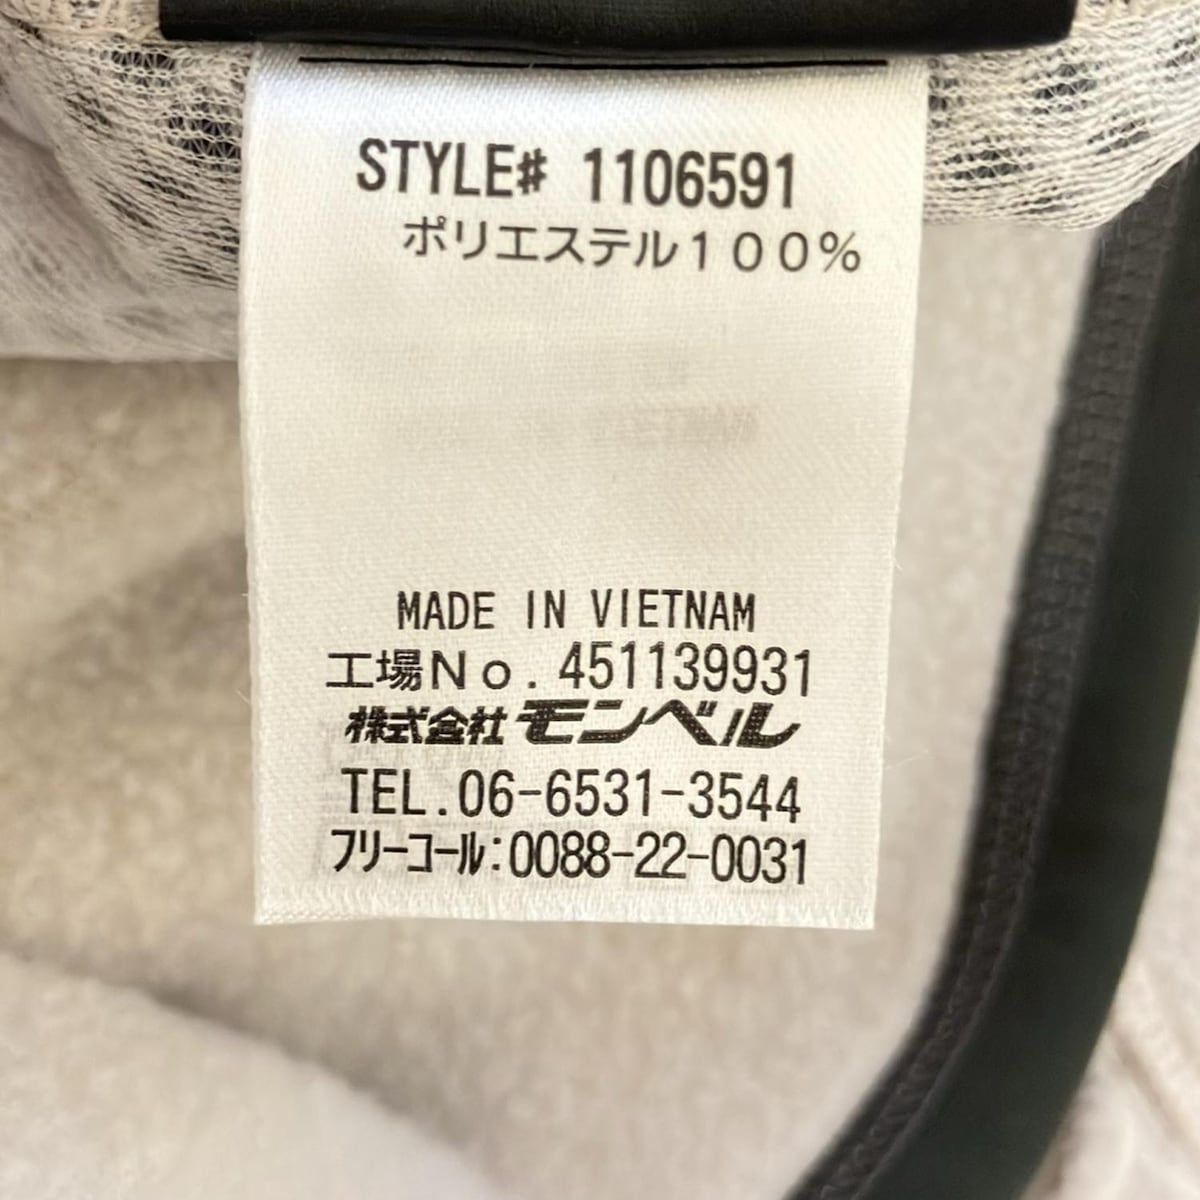 STYLE# 1106591
ポリエステル100%
MADE IN VIETNAM
工場No.451139931
株式会社モンベル
TEL.06-6531-3544
フリーコール:0088-22-0031